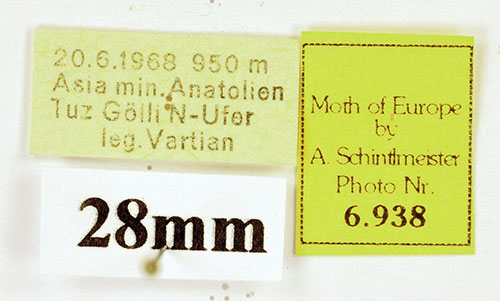 20.6.1968 950 m
Asia min. Anatolien
Tuz Gölli N-Ufer
leg. Vartian
28mm
Moth of Europe
by
A. Schintlmeister
Photo Nr.
6.938